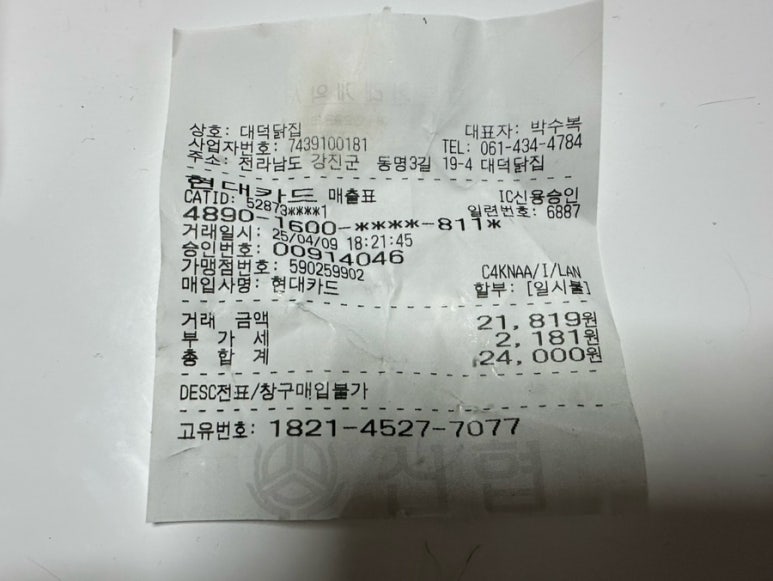 상호: 대덕닭집 대표자: 박수복
사업자번호: 7439100181 TEL: 061-434-4784
주소: 전라남도 강진군 동명3길 19-4 대덕닭집
현대카드 매출표 IC신용승인
CATID: 52873****1 일련번호: 6887
4890-1600-****-811*
거래일시: 25/04/09 18:21:45
승인번호: 00914046
가맹점번호: 590259902 C4KNAA/I/LAN
매입사명: 현대카드 할부: [일시불]
거래 금액 21,819원
부 가 세 2,181원
총 합 계 24,000원
DESC전표/창구매입불가
고유번호: 1821-4527-7077
신협